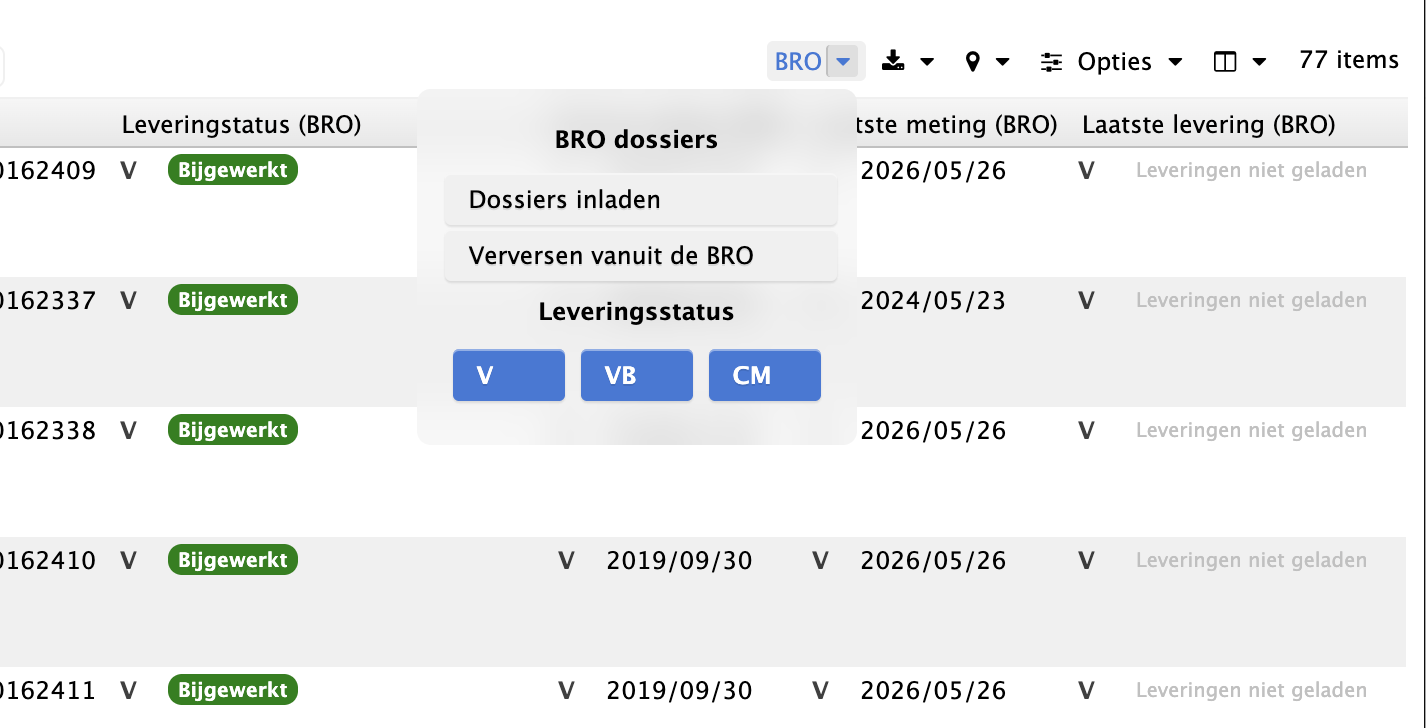 BRO Opties 77 items
Leveringstatus (BRO) tste meting (BRO) Laatste levering (BRO)
BRO dossiers
0162409 V Bijgewerkt 2026/05/26 V Leveringen niet geladen
Dossiers inladen
Verversen vanuit de BRO
0162337 V Bijgewerkt 2024/05/23 V Leveringen niet geladen
Leveringsstatus
V VB CM
0162338 V Bijgewerkt 2026/05/26 V Leveringen niet geladen
0162410 V Bijgewerkt V 2019/09/30 V 2026/05/26 V Leveringen niet geladen
0162411 V Bijgewerkt V 2019/09/30 V 2026/05/26 V Leveringen niet geladen